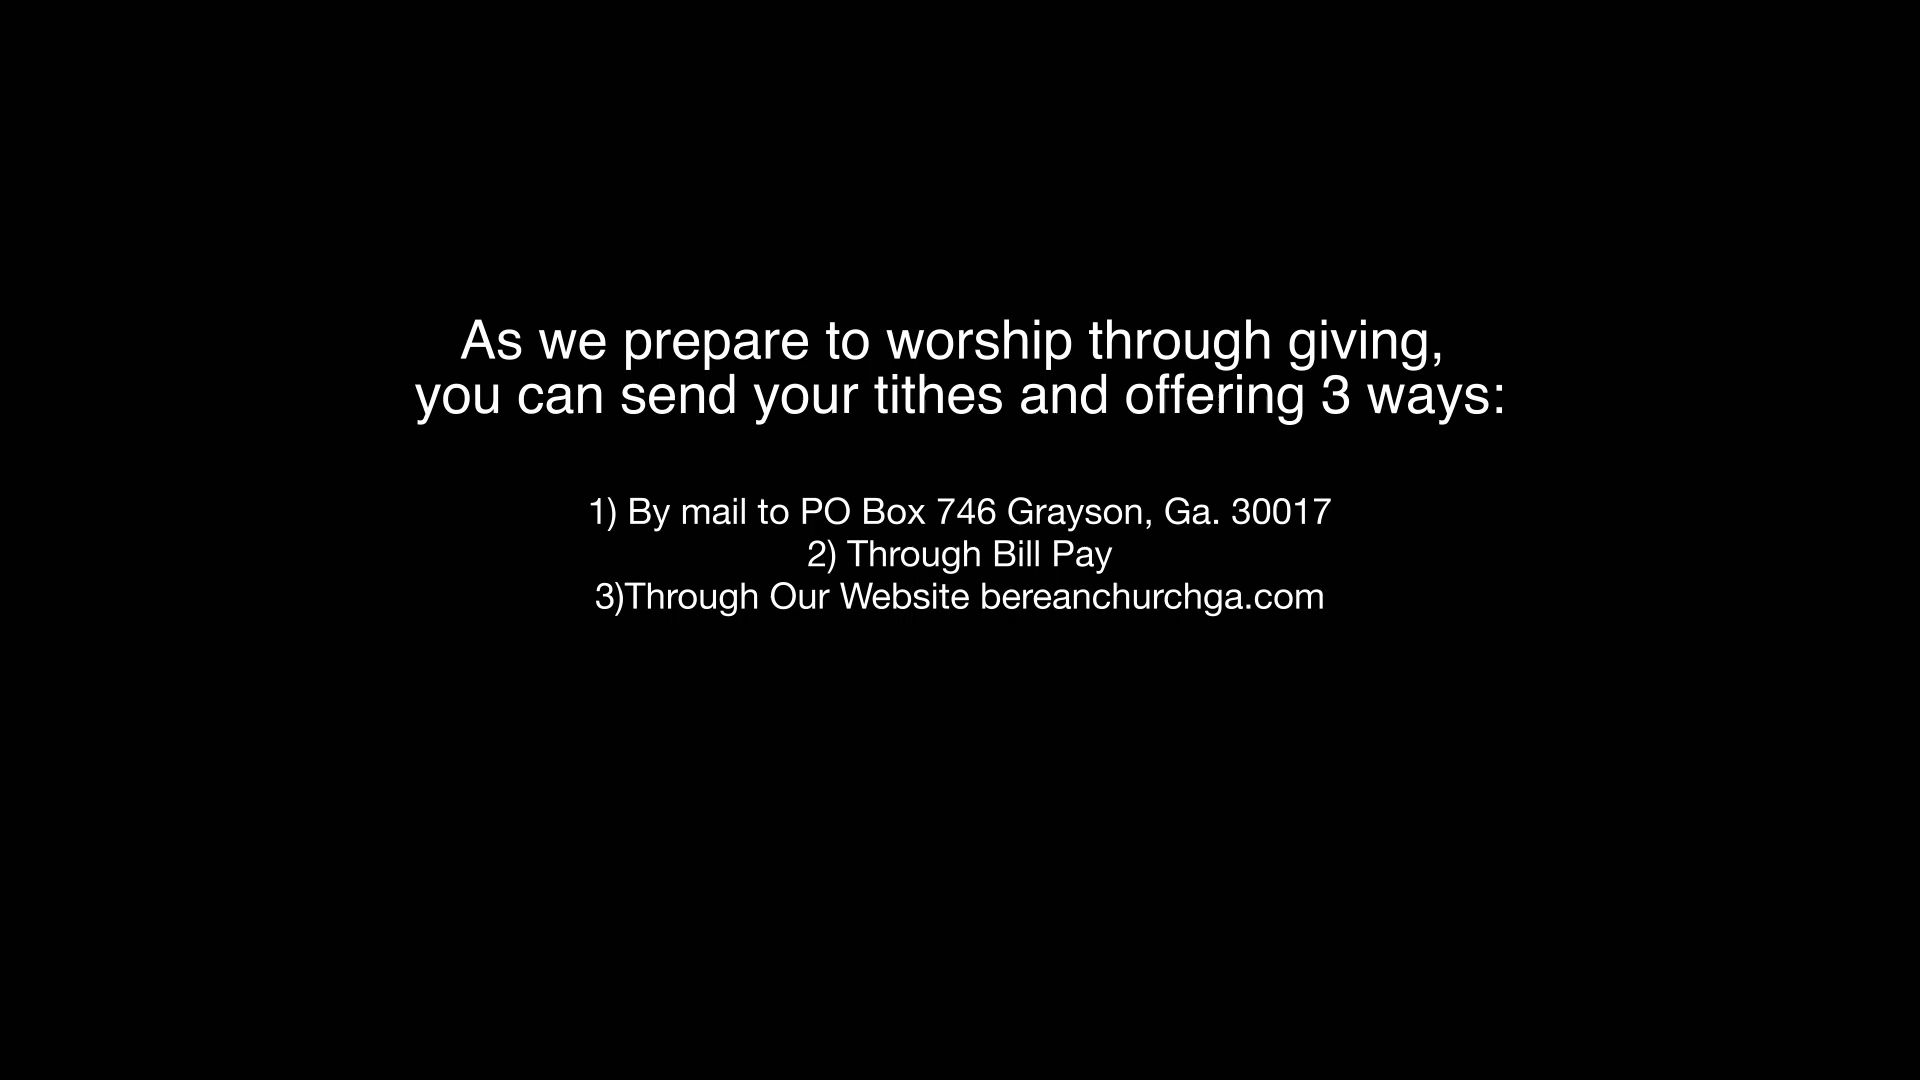 As we prepare to worship through giving,
you can send your tithes and offering 3 ways:
1) By mail to PO Box 746 Grayson, Ga. 30017
2) Through Bill Pay
3)Through Our Website bereanchurchga.com